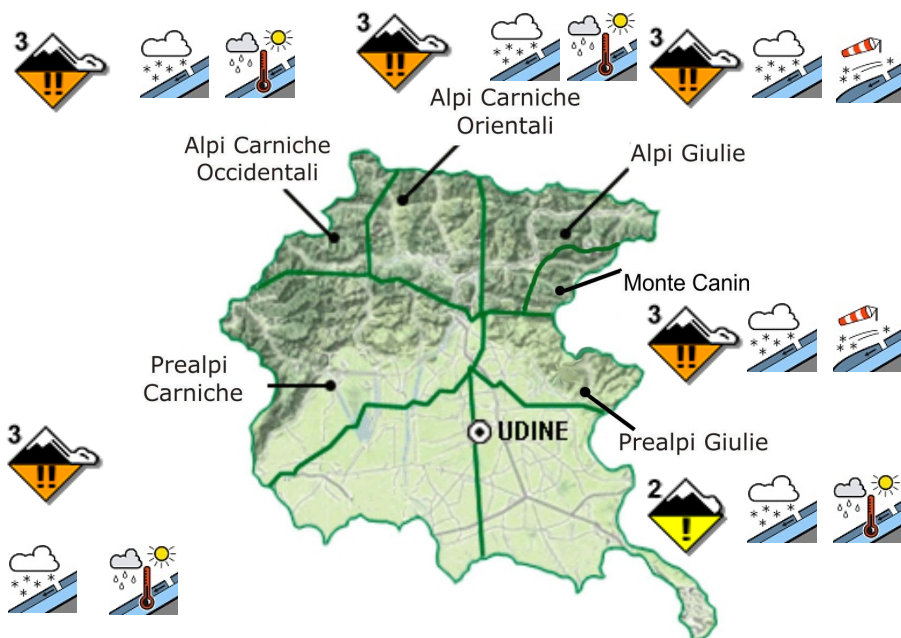 3
3
3
Alpi Carniche
Orientali
Alpi Carniche
Occidentali
Alpi Giulie
Monte Canin
3
Prealpi
Carniche
UDINE
Prealpi Giulie
3
2